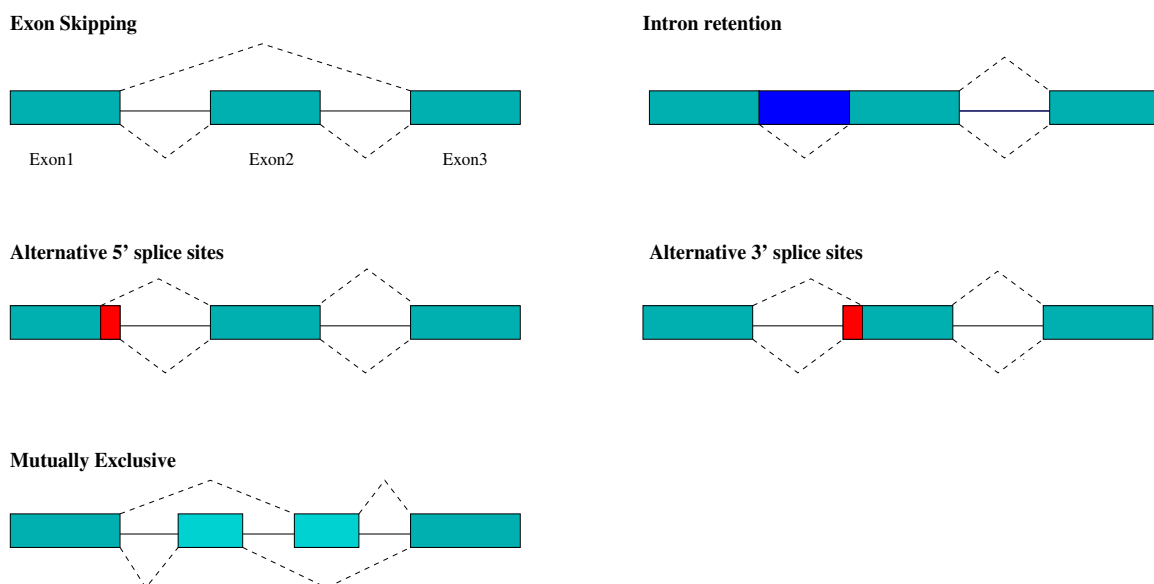 Exon Skipping
Intron retention
Exon1
Exon2
Exon3
Alternative 5’ splice sites
Alternative 3’ splice sites
Mutually Exclusive